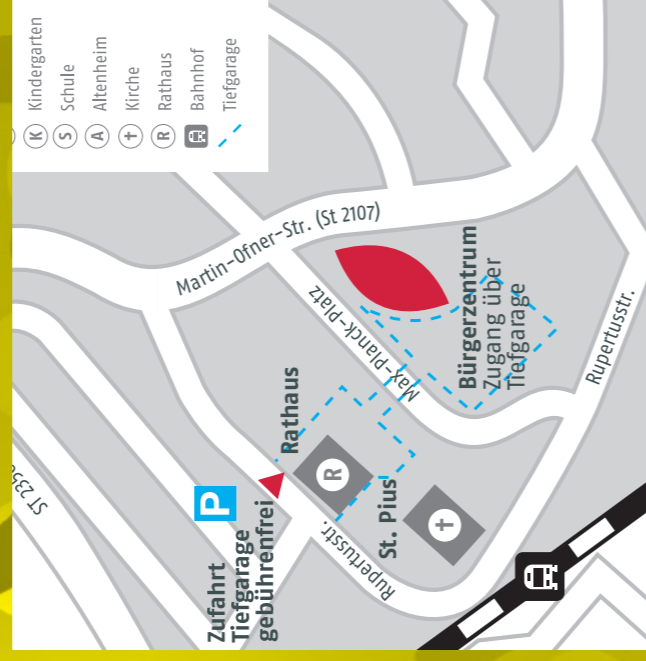 K Kindergarten
S Schule
A Altenheim
Kirche
R Rathaus
Bahnhof
Tiefgarage
Martin-Ofner-Str. (St 2107)
Max-Planck-Platz
Bürgerzentrum
Zugang über
Tiefgarage
Rupertusstr.
Rathaus
R
P
Zufahrt
Tiefgarage
gebührenfrei
St. Pius
Rupertusstr.